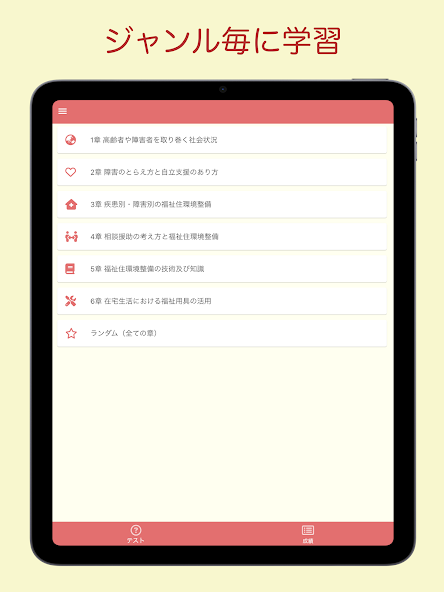 ジャンル毎に学習
1章 高齢者や障害者を取り巻く社会状況
2章 障害のとらえ方と自立支援のあり方
3章 疾患別・障害別の福祉住環境整備
4章 相談援助の考え方と福祉住環境整備
5章 福祉住環境整備の技術及び知識
6章 在宅生活における福祉用具の活用
ランダム（全ての章）
テスト
成績